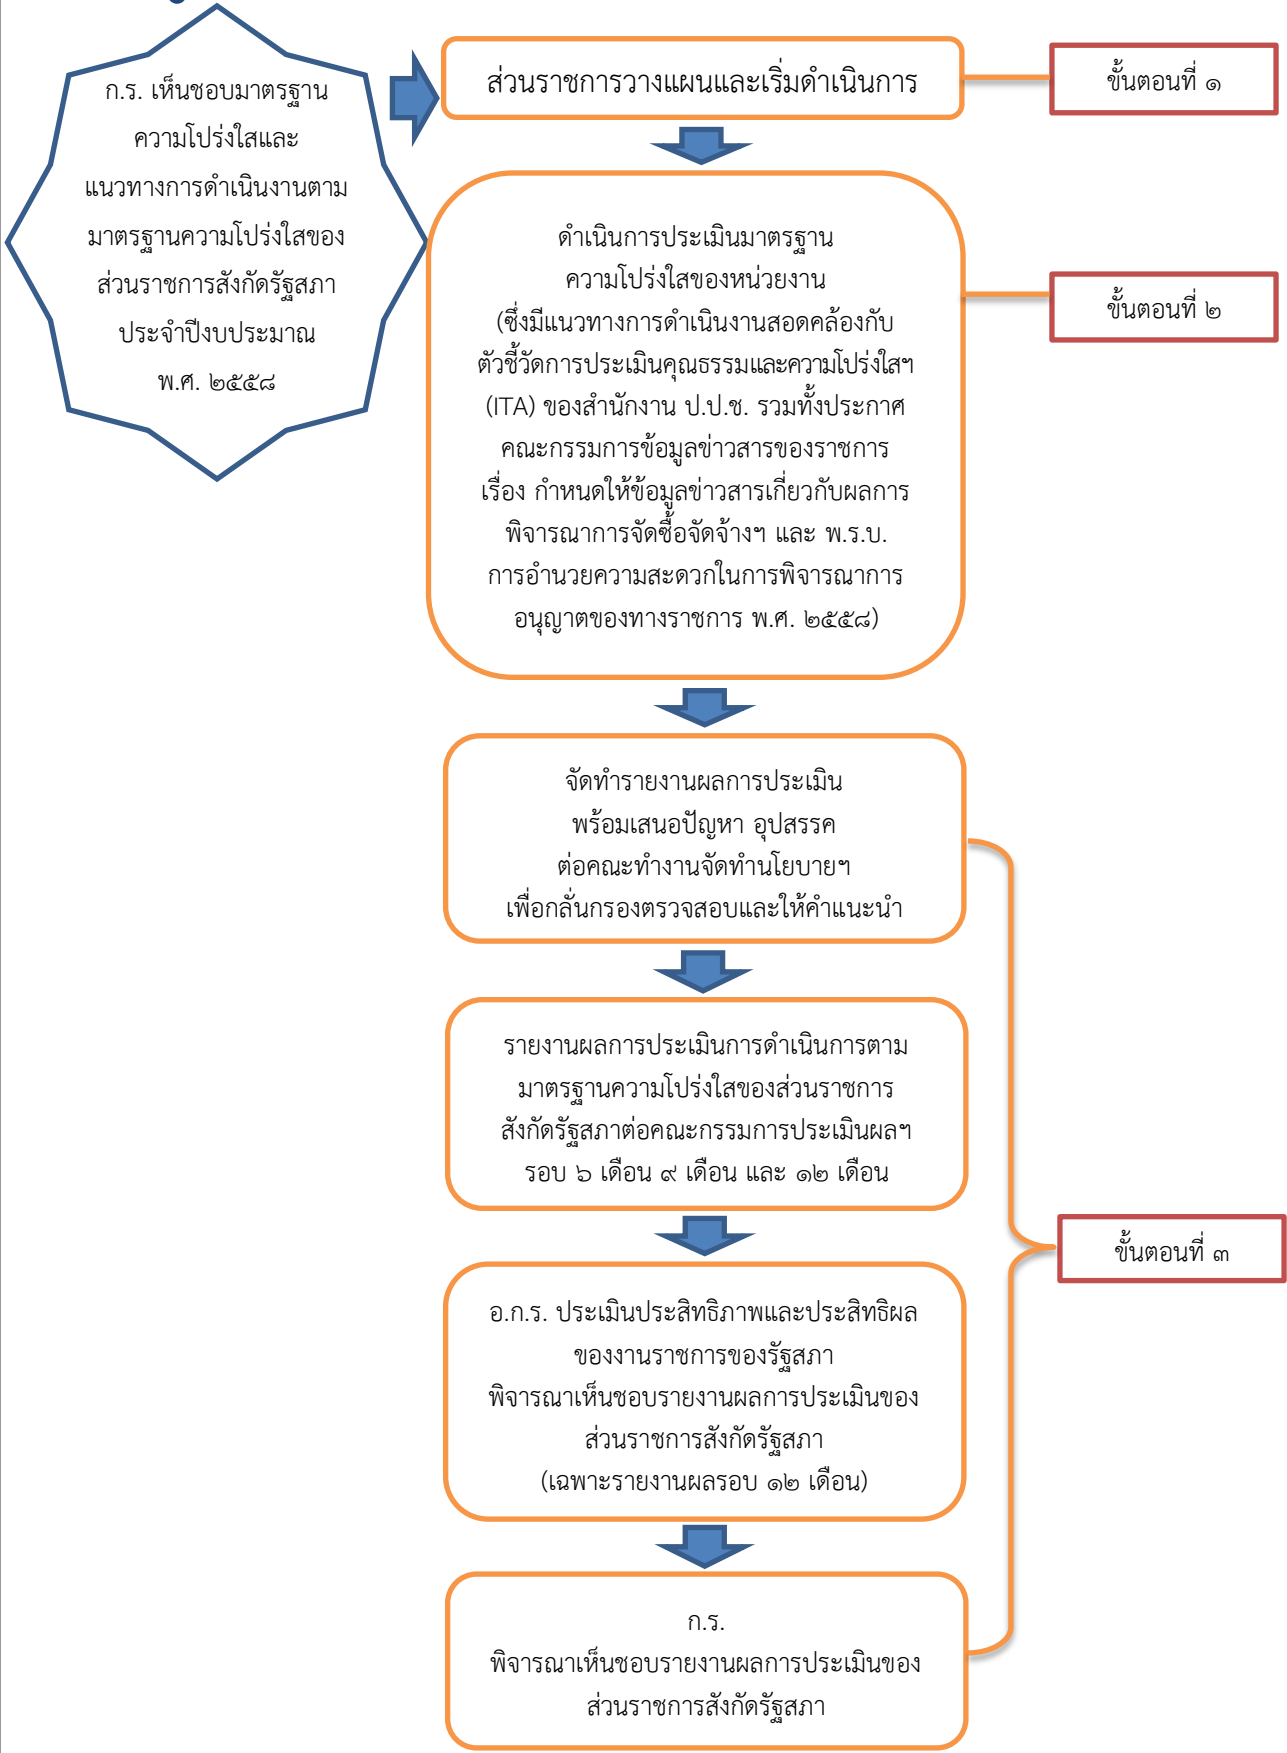 ก.ร. เห็นชอบมาตรฐาน
ความโปร่งใสและ
แนวทางการดำเนินงานตาม
มาตรฐานความโปร่งใสของ
ส่วนราชการสังกัดรัฐสภา
ประจำปีงบประมาณ
พ.ศ. ๒๕๕๘
ส่วนราชการวางแผนและเริ่มดำเนินการ
ขั้นตอนที่ ๑
ดำเนินการประเมินมาตรฐาน
ความโปร่งใสของหน่วยงาน
(ซึ่งมีแนวทางการดำเนินงานสอดคล้องกับ
ตัวชี้วัดการประเมินคุณธรรมและความโปร่งใสฯ
(ITA) ของสำนักงาน ป.ป.ช. รวมทั้งประกาศ
คณะกรรมการข้อมูลข่าวสารของราชการ
เรื่อง กำหนดให้ข้อมูลข่าวสารเกี่ยวกับผลการ
พิจารณาการจัดซื้อจัดจ้างฯ และ พ.ร.บ.
การอำนวยความสะดวกในการพิจารณาการ
อนุญาตของทางราชการ พ.ศ. ๒๕๕๘)
ขั้นตอนที่ ๒
จัดทำรายงานผลการประเมิน
พร้อมเสนอปัญหา อุปสรรค
ต่อคณะทำงานจัดทำนโยบายฯ
เพื่อกลั่นกรองตรวจสอบและให้คำแนะนำ
รายงานผลการประเมินการดำเนินการตาม
มาตรฐานความโปร่งใสของส่วนราชการ
สังกัดรัฐสภาต่อคณะกรรมการประเมินผลฯ
รอบ ๖ เดือน ๙ เดือน และ ๑๒ เดือน
ขั้นตอนที่ ๓
อ.ก.ร. ประเมินประสิทธิภาพและประสิทธิผล
ของงานราชการของรัฐสภา
พิจารณาเห็นชอบรายงานผลการประเมินของ
ส่วนราชการสังกัดรัฐสภา
(เฉพาะรายงานผลรอบ ๑๒ เดือน)
ก.ร.
พิจารณาเห็นชอบรายงานผลการประเมินของ
ส่วนราชการสังกัดรัฐสภา